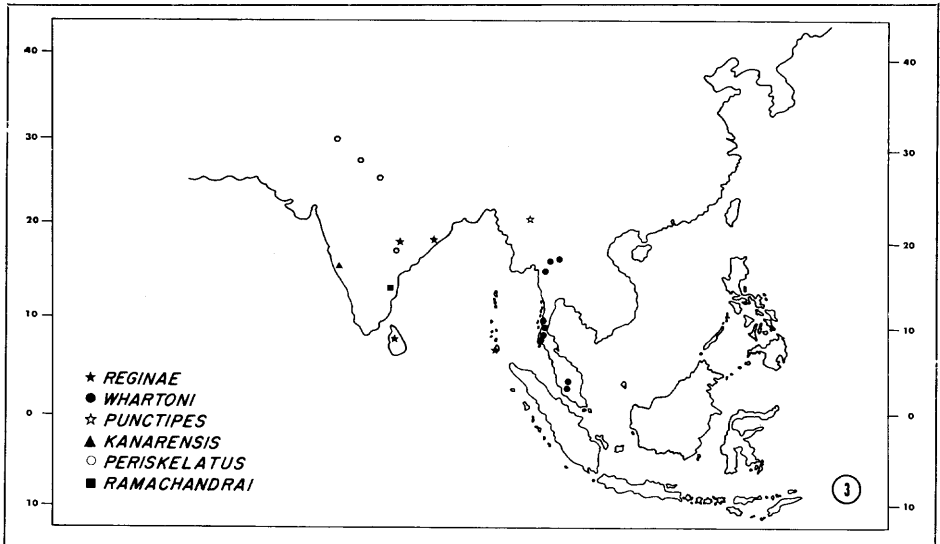 40
40
30
30
20
20
10
10
★ REGINAE
● WHARTONI
☆ PUNCTIPES
▲ KANARENSIS
○ PERISKELATUS
■ RAMACHANDRAI
0
0
10
10
3